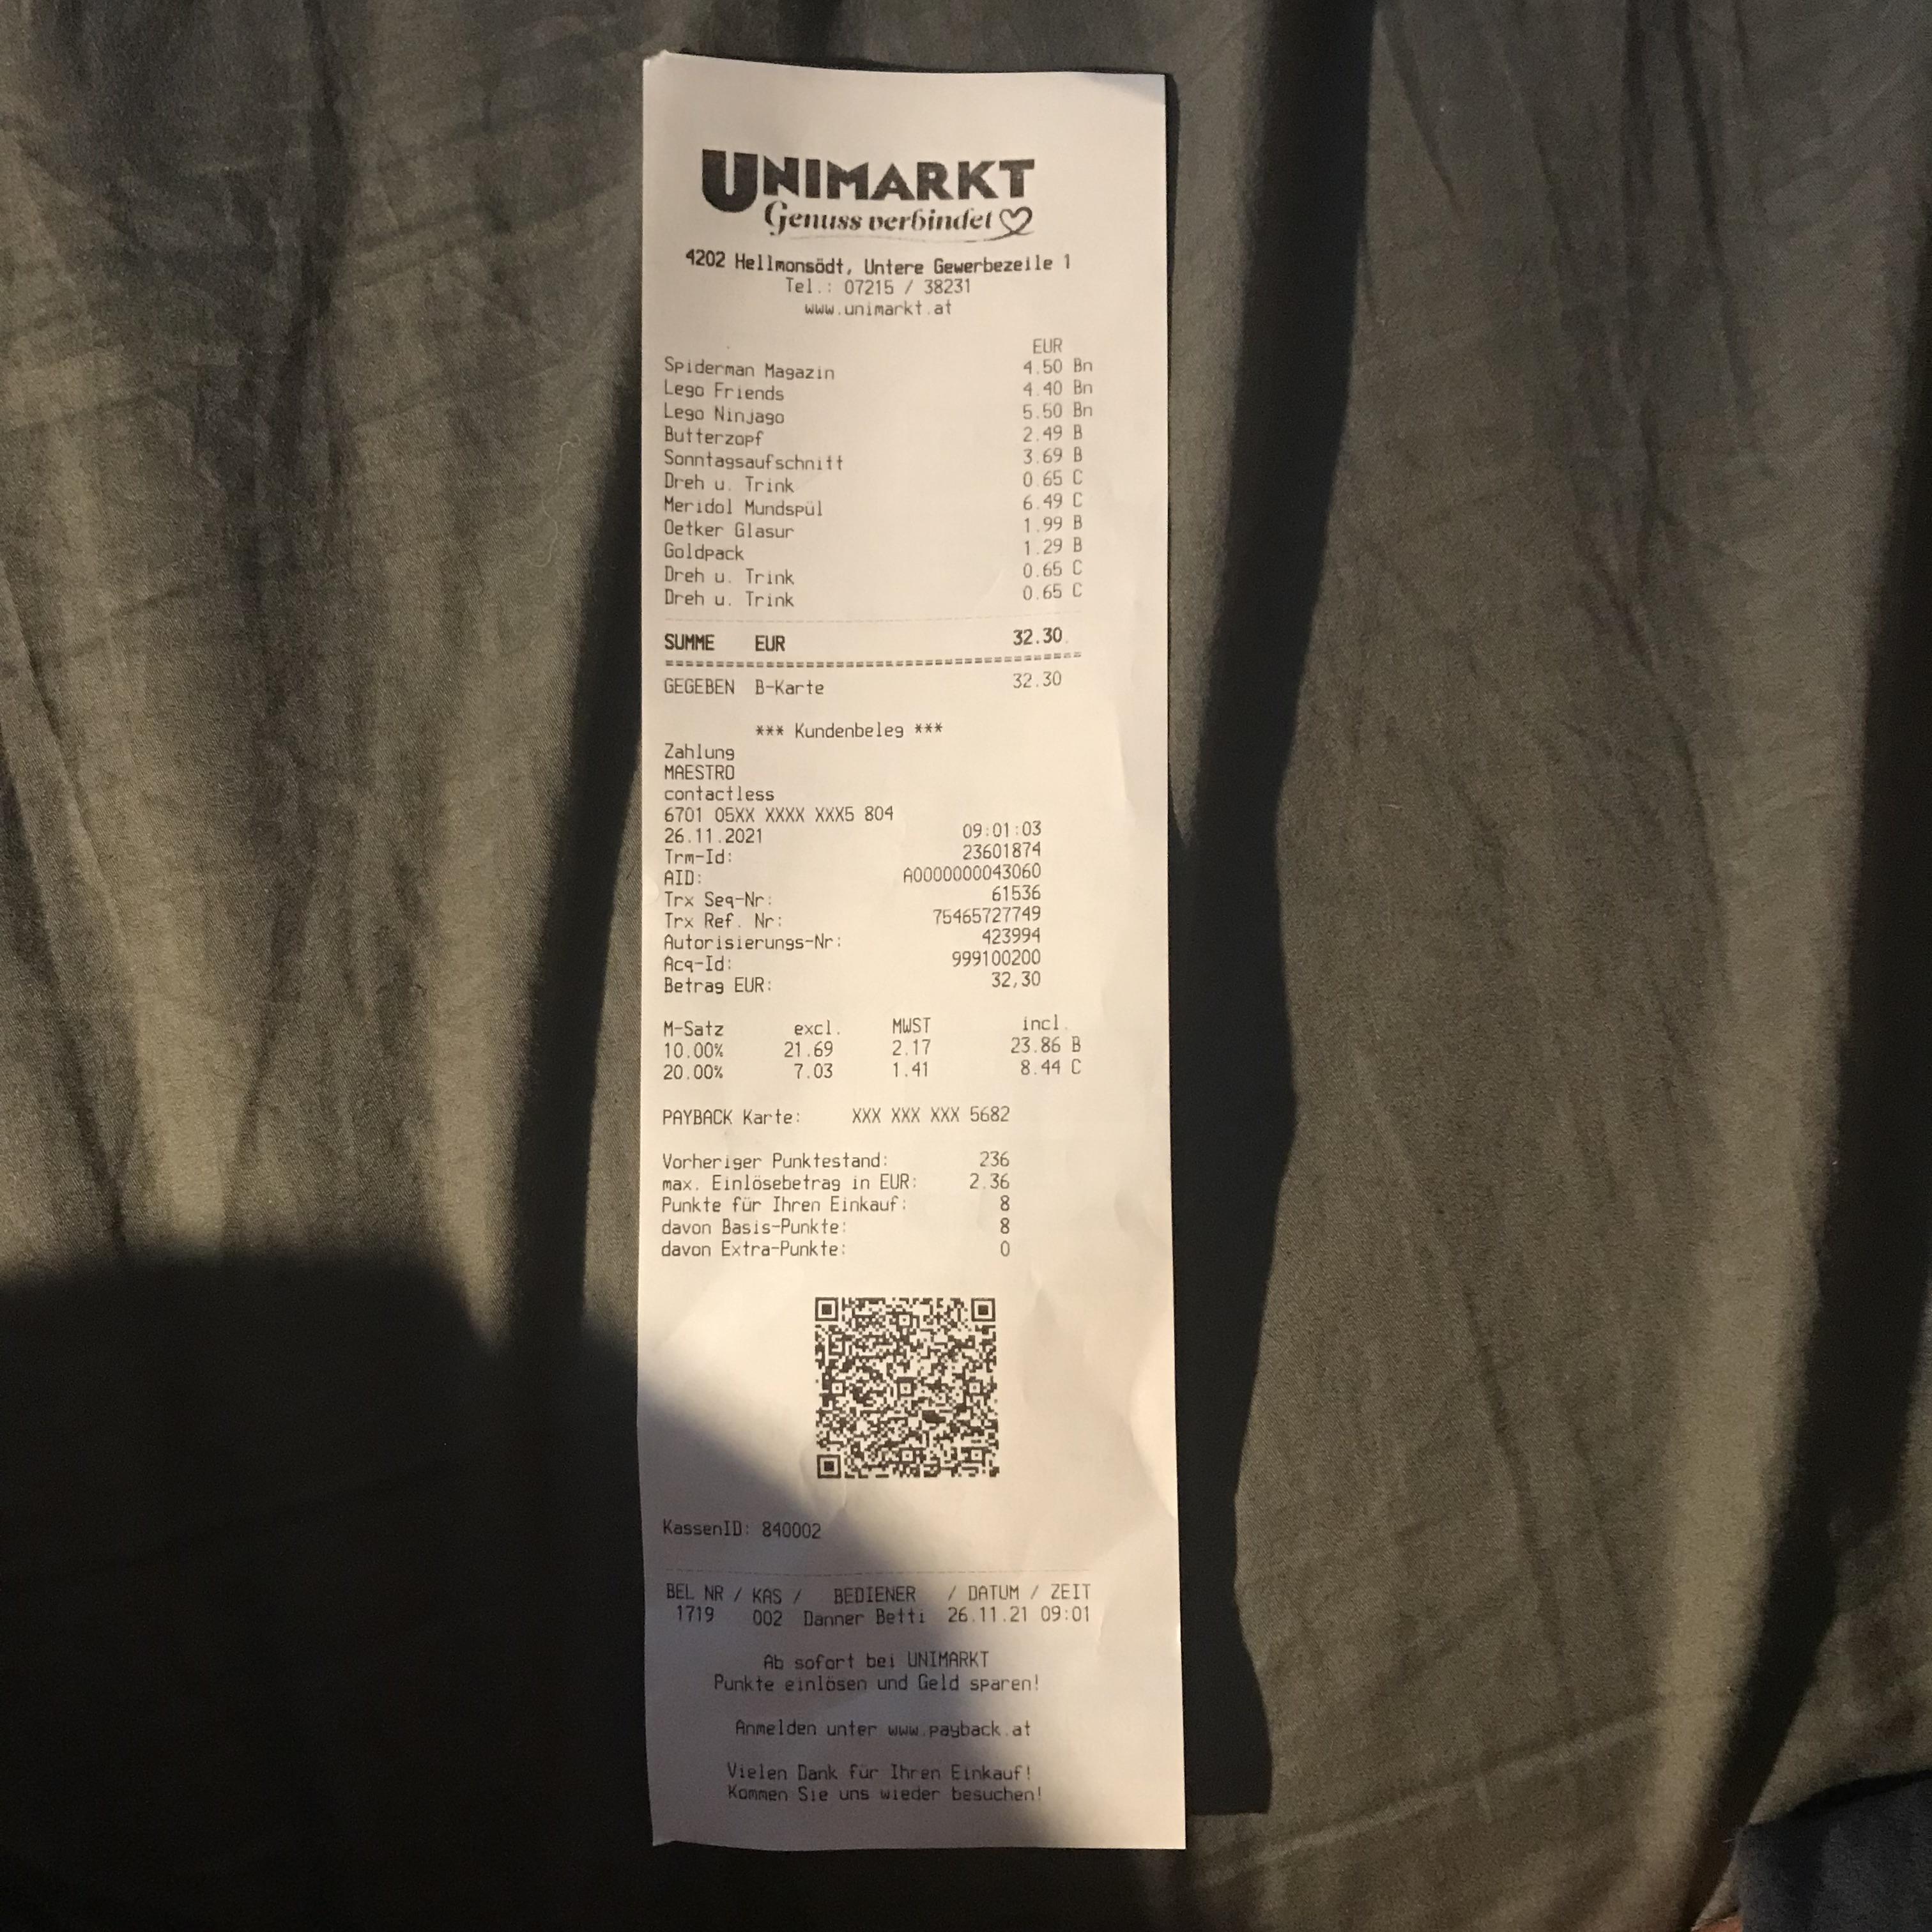 UNIMARKT
Genuss verbindet
4202 Hellmonsödt, Untere Gewerbezeile 1
Tel.: 07215 / 38231
www.unimarkt.at
EUR
Spiderman Magazin 4.50 Bn
Lego Friends 4.40 Bn
Lego Ninjago 5.50 Bn
Butterzopf 2.49 B
Sonntagsaufschnitt 3.69 B
Dreh u. Trink 0.65 C
Meridol Mundspül 6.49 C
Oetker Glasur 1.99 B
Goldpack 1.29 B
Dreh u. Trink 0.65 C
Dreh u. Trink 0.65 C
SUMME EUR 32.30
GEGEBEN B-Karte 32.30
*** Kundenbeleg ***
Zahlung
MAESTRO
contactless
6701 05XX XXXX XXX5 804
26.11.2021 09:01:03
Trm-Id: 23601874
AID: A0000000043060
Trx Seq-Nr: 61536
Trx Ref. Nr: 75465727749
Autorisierungs-Nr: 423994
Acq-Id: 999100200
Betrag EUR: 32,30
M-Satz excl. MWST incl.
10.00% 21.69 2.17 23.86 B
20.00% 7.03 1.41 8.44 C
PAYBACK Karte: XXX XXX XXX 5682
Vorheriger Punktestand: 236
max. Einlösebetrag in EUR: 2.36
Punkte für Ihren Einkauf: 8
davon Basis-Punkte: 8
davon Extra-Punkte: 0
KassenID: 840002
BEL NR / KAS / BEDIENER / DATUM / ZEIT
1719 002 Danner Betti 26.11.21 09:01
Ab sofort bei UNIMARKT
Punkte einlösen und Geld sparen!
Anmelden unter www.payback.at
Vielen Dank für Ihren Einkauf!
Kommen Sie uns wieder besuchen!